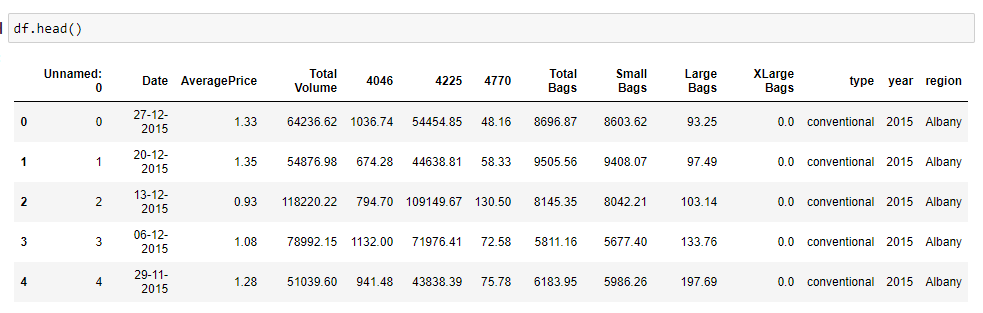 df.head()
Unnamed: 0 Date AveragePrice Total Volume 4046 4225 4770 Total Bags Small Bags Large Bags XLarge Bags type year region
0 0 27-12-2015 1.33 64236.62 1036.74 54454.85 48.16 8696.87 8603.62 93.25 0.0 conventional 2015 Albany
1 1 20-12-2015 1.35 54876.98 674.28 44638.81 58.33 9505.56 9408.07 97.49 0.0 conventional 2015 Albany
2 2 13-12-2015 0.93 118220.22 794.70 109149.67 130.50 8145.35 8042.21 103.14 0.0 conventional 2015 Albany
3 3 06-12-2015 1.08 78992.15 1132.00 71976.41 72.58 5811.16 5677.40 133.76 0.0 conventional 2015 Albany
4 4 29-11-2015 1.28 51039.60 941.48 43838.39 75.78 6183.95 5986.26 197.69 0.0 conventional 2015 Albany